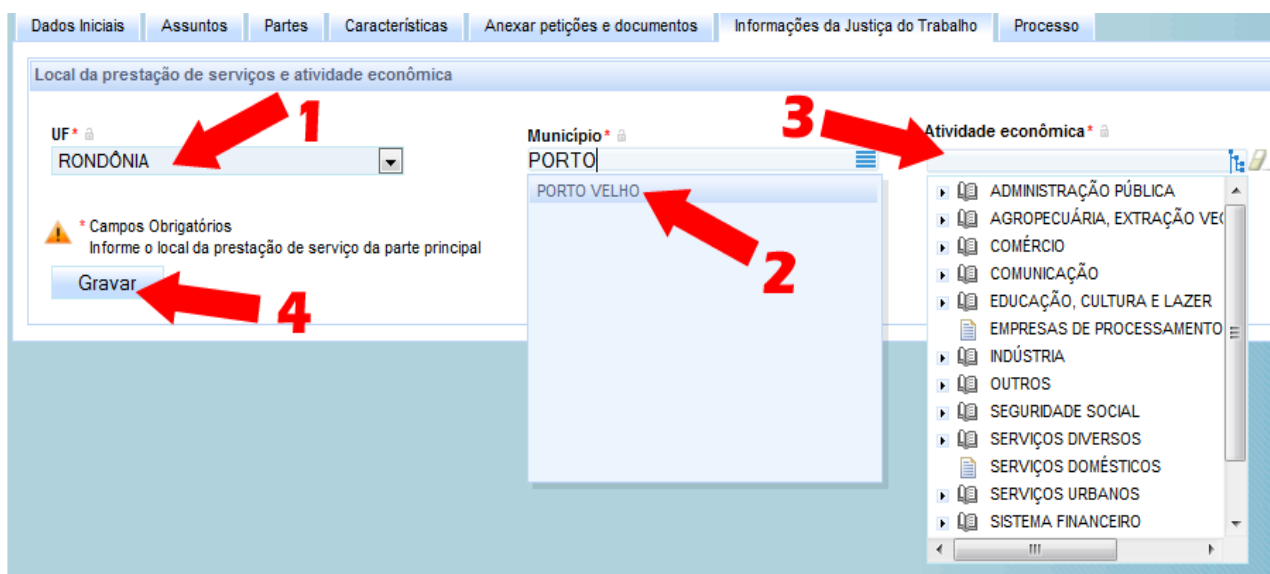 Dados Iniciais Assuntos Partes Características Anexar petições e documentos Informações da Justiça do Trabalho Processo
Local da prestação de serviços e atividade econômica
1
UF*
RONDÔNIA
Município*
PORTO
PORTO VELHO
2
3
Atividade econômica*
ADMINISTRAÇÃO PÚBLICA
AGROPECUÁRIA, EXTRAÇÃO VE
COMÉRCIO
COMUNICAÇÃO
EDUCAÇÃO, CULTURA E LAZER
EMPRESAS DE PROCESSAMENTO
INDÚSTRIA
OUTROS
SEGURIDADE SOCIAL
SERVIÇOS DIVERSOS
SERVIÇOS DOMÉSTICOS
SERVIÇOS URBANOS
SISTEMA FINANCEIRO
* Campos Obrigatórios
Informe o local da prestação de serviço da parte principal
Gravar
4